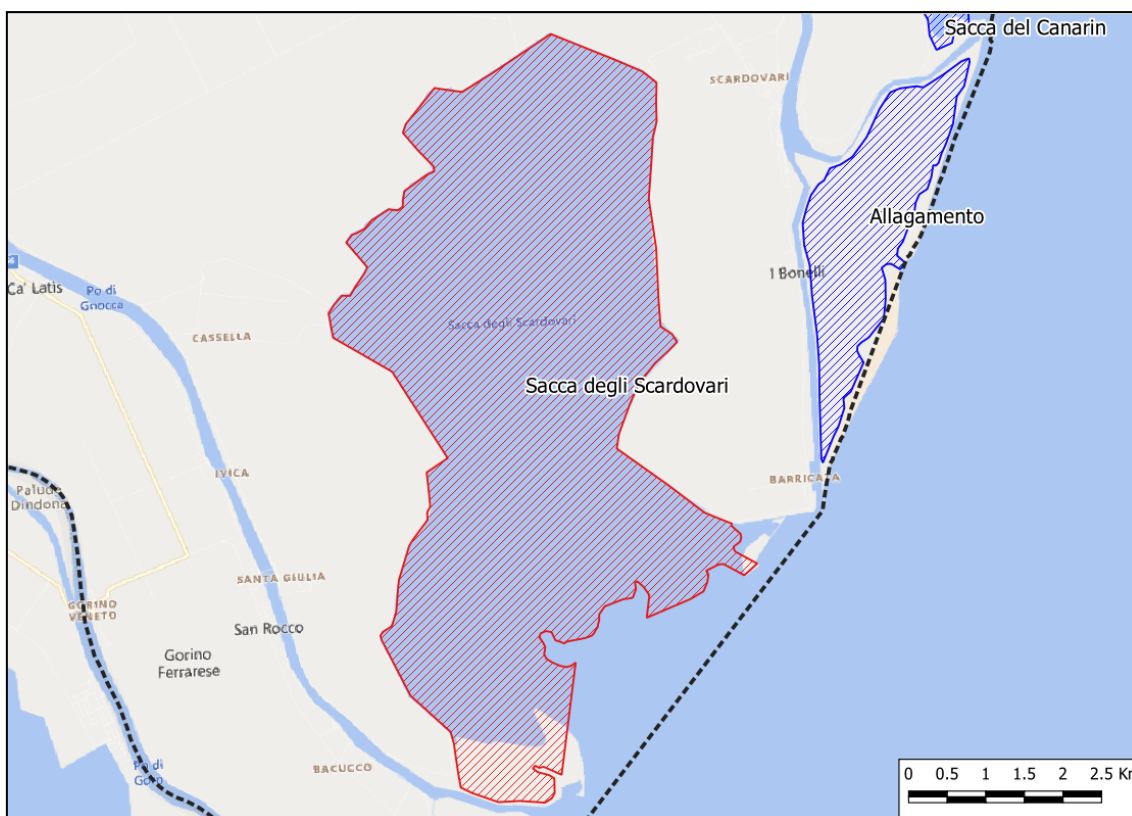 Sacca del Canarin
SCARDOVARI
Allagamento
I Bonelli
Ca' Latis
Po di
Gnocca
CASSELLA
Sacca degli Scardovari
Sacca degli Scardovari
IVICA
BARRICATA
Palude
Dindona
SANTA GIULIA
GORINO
VENETO
San Rocco
Gorino
Ferrarese
Po di
Goro
BACUCCO
0 0.5 1 1.5 2 2.5 Km